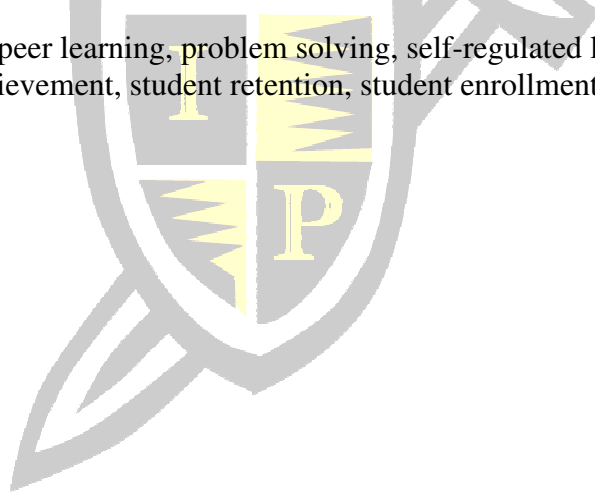 peer learning, problem solving, self-regulated
ievement, student retention, student enrollment
I
P